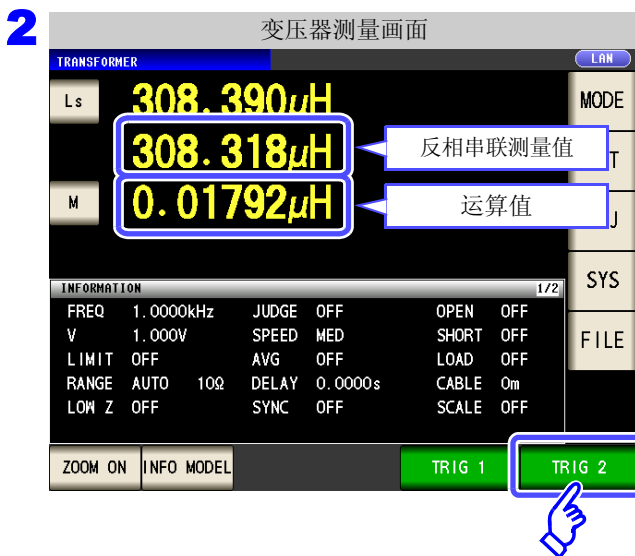 2
变压器测量画面
TRANSFORMER
LAN
Ls
308.390μH
MODE
308.318μH
反相串联测量值
T
M
0.01792μH
运算值
J
SYS
INFORMATION
1/2
FREQ 1.0000kHz JUDGE OFF OPEN OFF
V 1.000V SPEED MED SHORT OFF
FILE
LIMIT OFF AVG OFF LOAD OFF
RANGE AUTO 10Ω DELAY 0.0000s CABLE 0m
LOW Z OFF SYNC OFF SCALE OFF
ZOOM ON
INFO MODEL
TRIG 1
TRIG 2